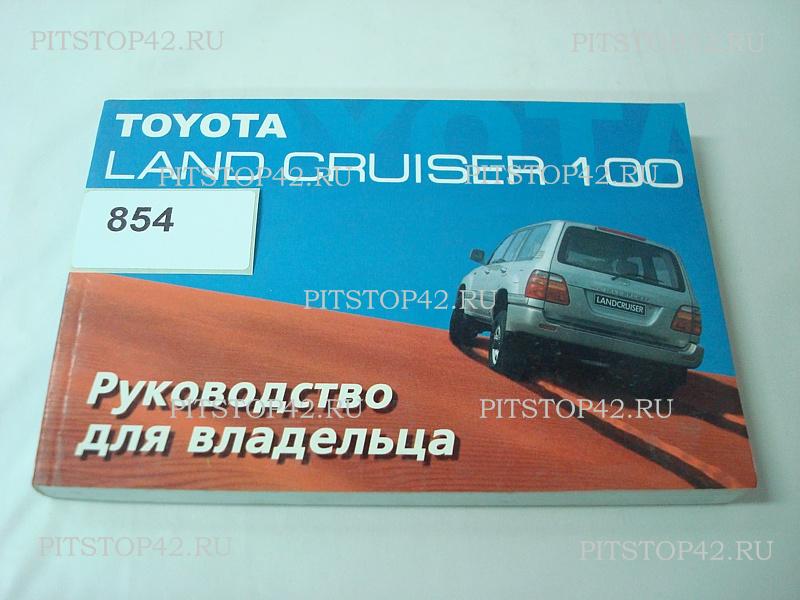 PITSTOP42.RU PITSTOP42.RU
TOYOTA
LAND CRUISER 100
PITSTOP42.RU PITSTOP42.RU
854
PITSTOP42.RU
LANDCRUISER
Руководство
для владельца
PITSTOP42.RU PITSTOP42.RU
PITSTOP42.RU PITSTOP42.RU